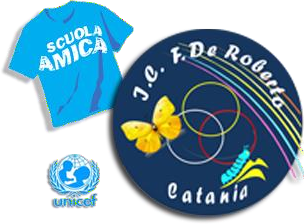 SCUOLA
AMICA
I.C. F. De Roberto
Catania
unicef